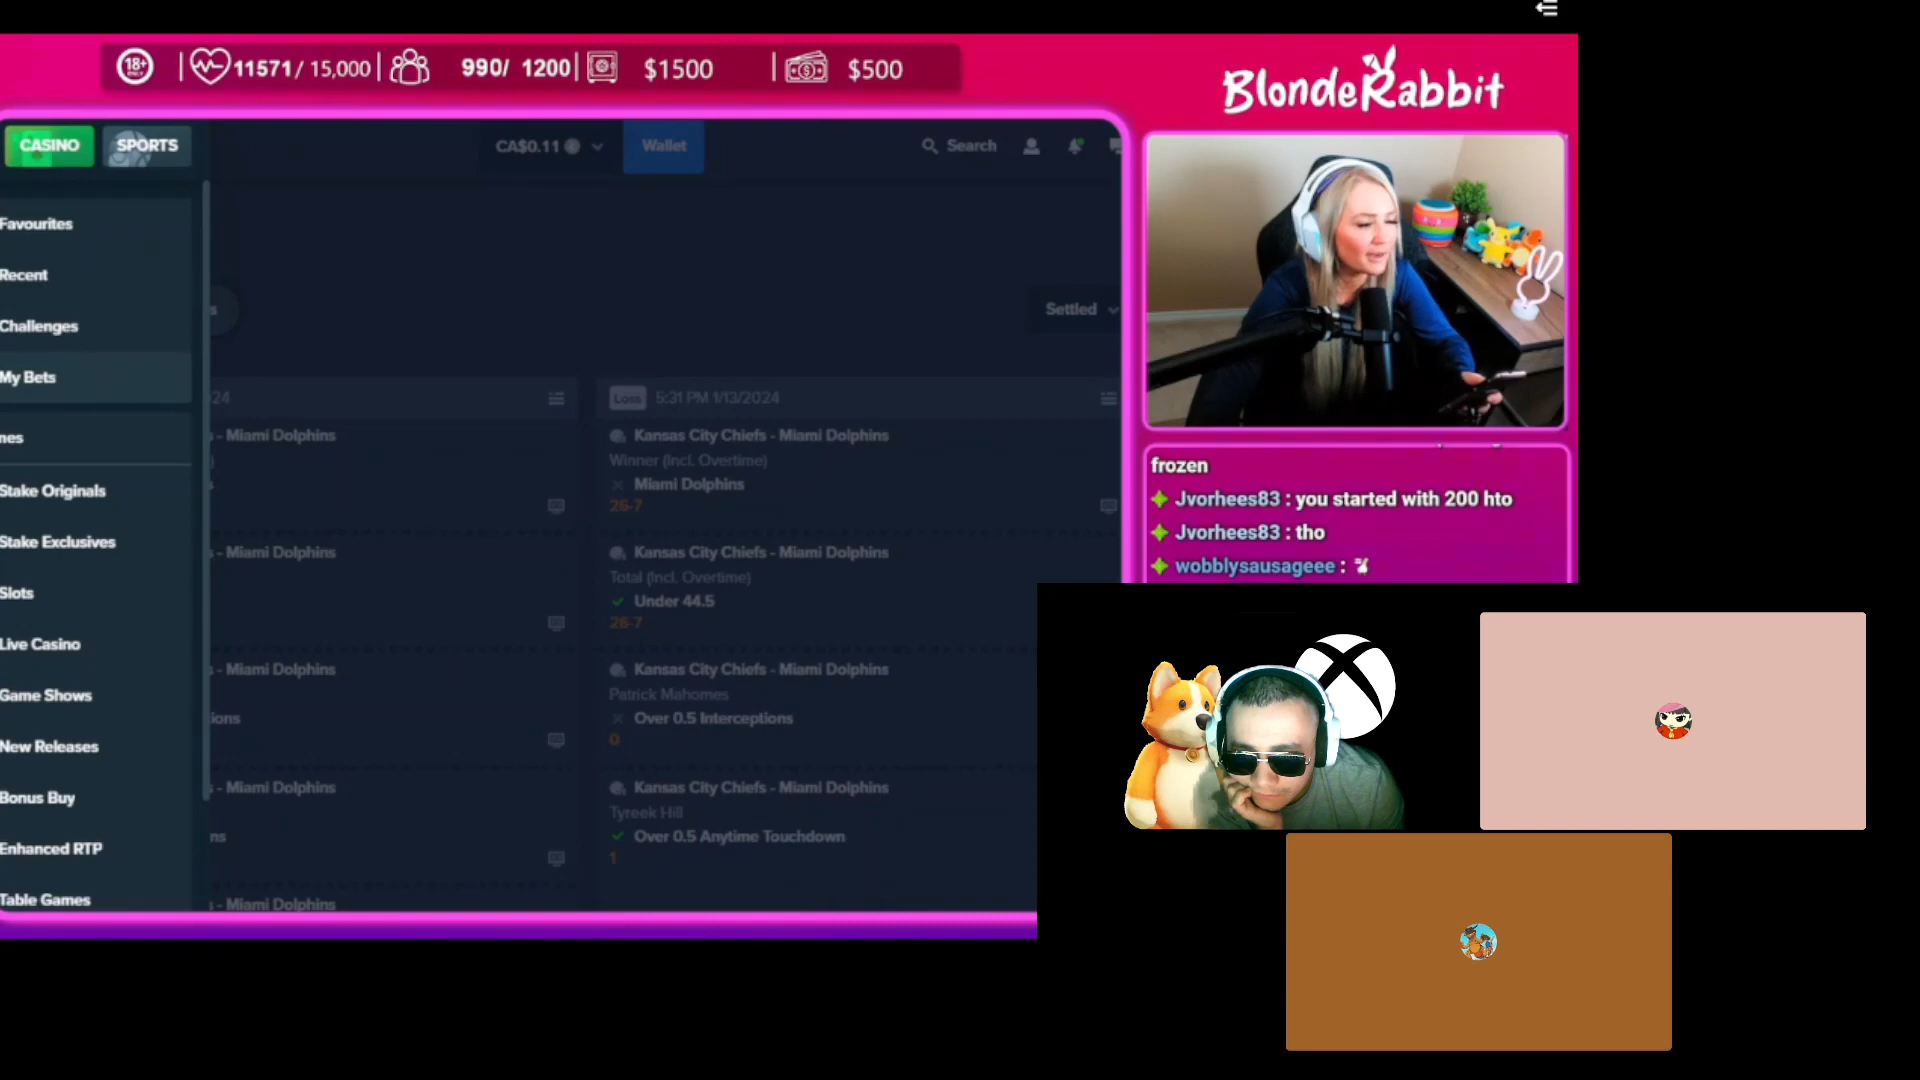 18+
ONLY
11571/ 15,000
990/ 1200
$1500
$500
BlondeRabbit
CASINO
SPORTS
CA$0.11
Wallet
Search
Favourites
Recent
Challenges
My Bets
nes
Stake Originals
Stake Exclusives
Slots
Live Casino
Game Shows
New Releases
Bonus Buy
Enhanced RTP
Table Games
s
Settled
24
s - Miami Dolphins
)
s
s - Miami Dolphins
s - Miami Dolphins
ions
s - Miami Dolphins
ns
s - Miami Dolphins
Loss 5:31 PM 1/13/2024
Kansas City Chiefs - Miami Dolphins
Winner (Incl. Overtime)
Miami Dolphins
26-7
Kansas City Chiefs - Miami Dolphins
Total (Incl. Overtime)
Under 44.5
26-7
Kansas City Chiefs - Miami Dolphins
Patrick Mahomes
Over 0.5 Interceptions
0
Kansas City Chiefs - Miami Dolphins
Tyreek Hill
Over 0.5 Anytime Touchdown
1
frozen
Jvorhees83 : you started with 200 hto
Jvorhees83 : tho
wobblysausageee :